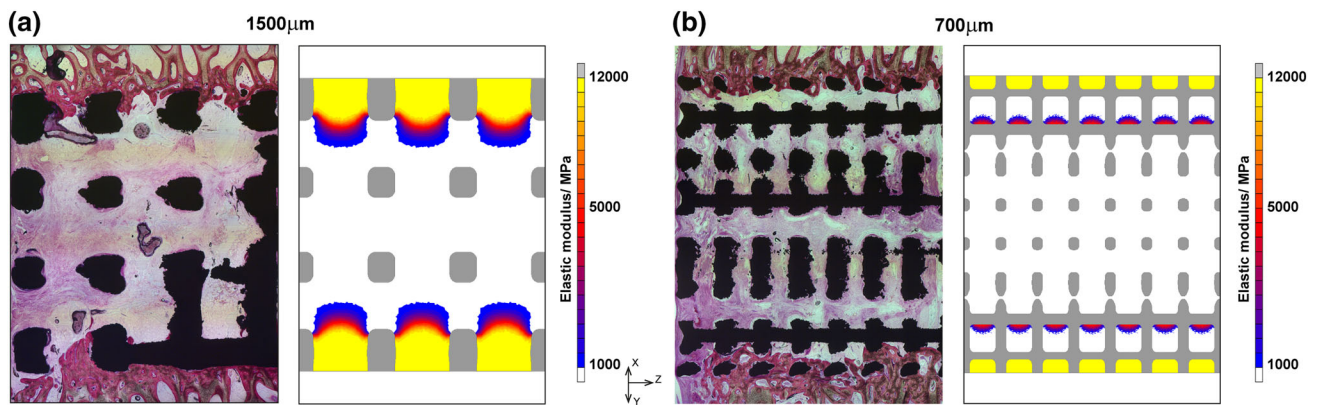 (a)
1500μm
12000
5000
1000
Elastic modulus/ MPa
X
Z
Y
(b)
700μm
12000
5000
1000
Elastic modulus/ MPa